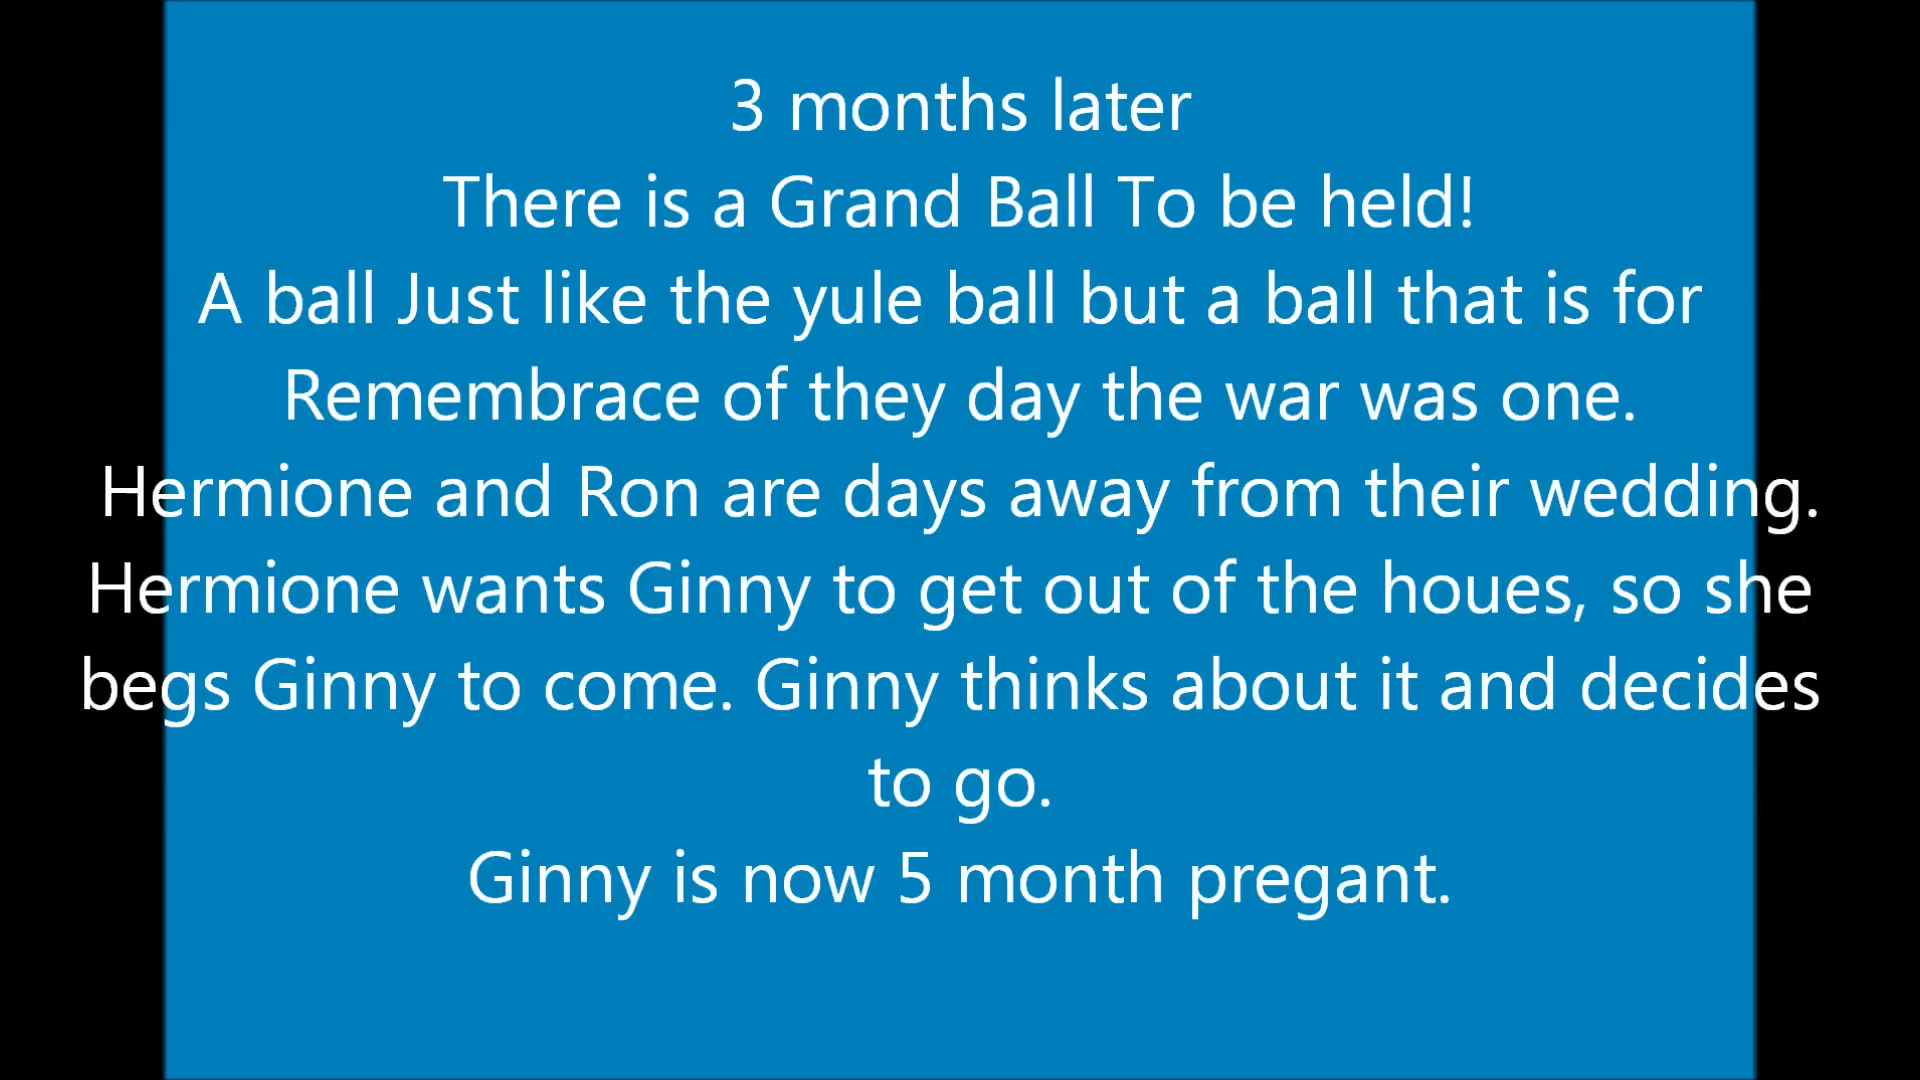 3 months later
There is a Grand Ball To be held!
A ball Just like the yule ball but a ball that is for
Remembrace of they day the war was one.
Hermione and Ron are days away from their wedding.
Hermione wants Ginny to get out of the houes, so she
begs Ginny to come. Ginny thinks about it and decides
to go.
Ginny is now 5 month pregant.